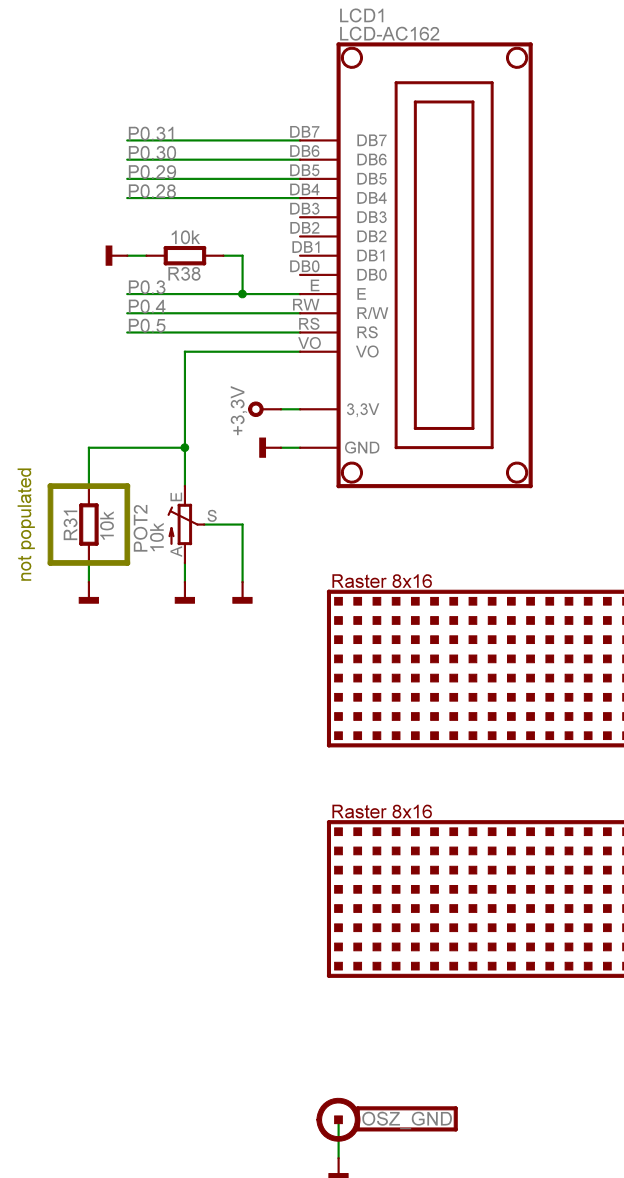 LCD1
LCD-AC162
P0.31 DB7 DB7
P0.30 DB6 DB6
P0.29 DB5 DB5
P0.28 DB4 DB4
DB3 DB3
DB2 DB2
10k DB1 DB1
R38 DB0 DB0
P0.3 E E
P0.4 RW R/W
P0.5 RS RS
VO VO
+3,3V 3,3V
GND
not populated
R31
10k
POT2
10k
E
S
A
Raster 8x16
Raster 8x16
OSZ_GND